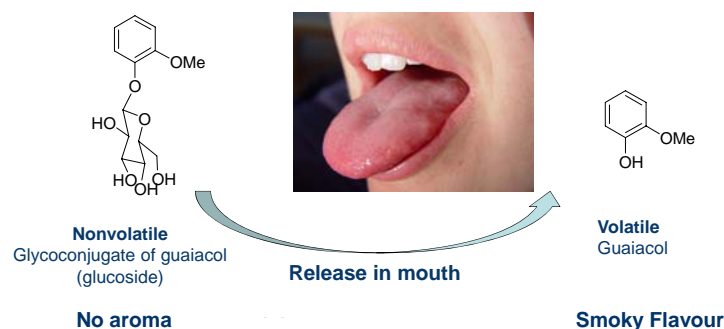 OMe
O
HO
O
HO
OH
OH
OMe
OH
Nonvolatile
Glycoconjugate of guaiacol
(glucoside)
Release in mouth
Volatile
Guaiacol
No aroma
Smoky Flavour